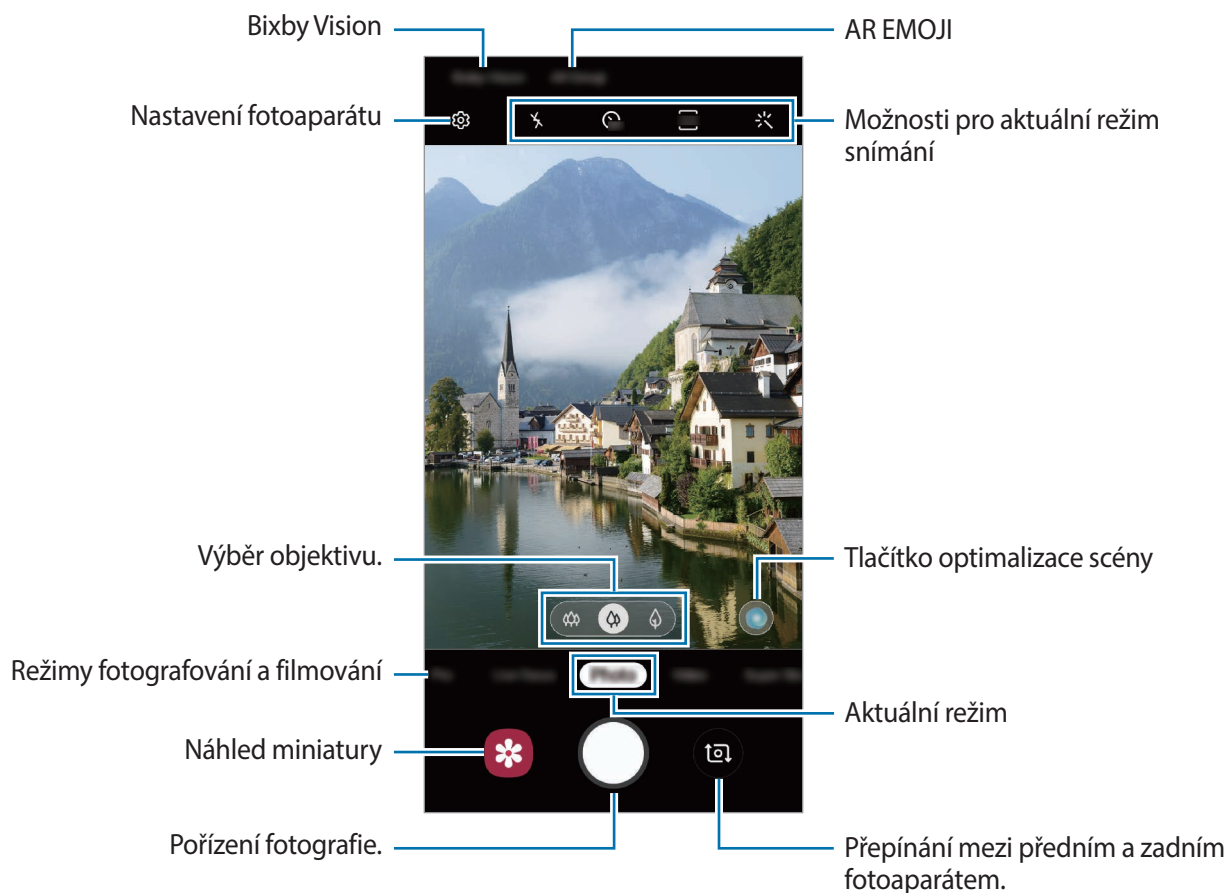 Bixby Vision
AR EMOJI
Nastavení fotoaparátu
Možnosti pro aktuální režim
snímání
Výběr objektivu.
Tlačítko optimalizace scény
Režimy fotografování a filmování
Photo
Aktuální režim
Náhled miniatury
Pořízení fotografie.
Přepínání mezi předním a zadním
fotoaparátem.